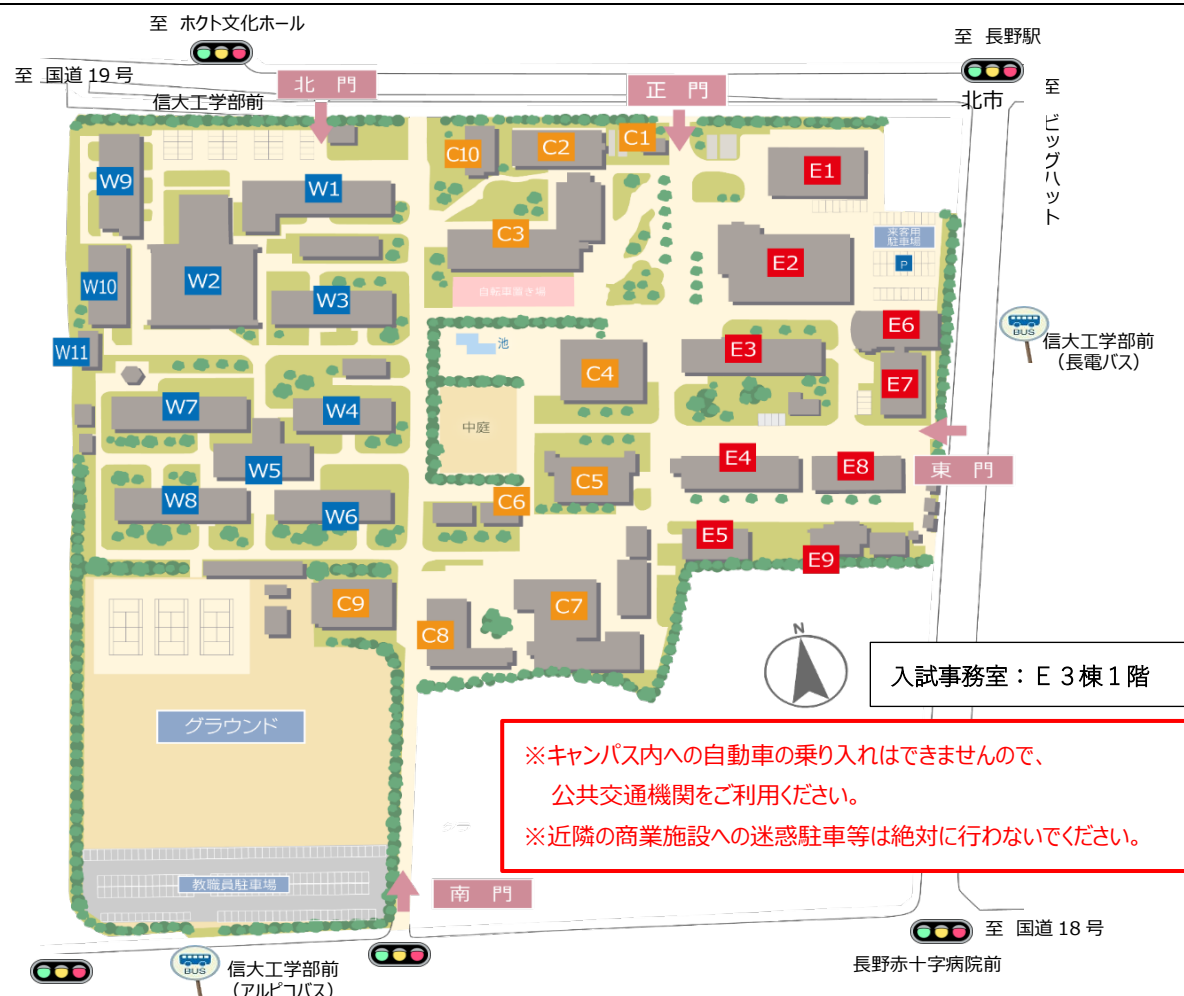 至 ホクト文化ホール
至 長野駅
至 国道 19 号
北 門
正 門
信大工学部前
北市
至 ビッグハット
C1
C2
C10
W9
W1
E1
C3
来客用
駐車場
P
E2
W10
W2
W3
自転車置き場
E6
BUS
信大工学部前
(長電バス)
W11
池
E3
C4
E7
W7
W4
中庭
東 門
W5
E4
E8
C5
W8
W6
C6
E5
E9
C9
C7
C8
N
入試事務室：Ｅ３棟１階
グラウンド
※キャンパス内への自動車の乗り入れはできませんので、
公共交通機関をご利用ください。
※近隣の商業施設への迷惑駐車等は絶対に行わないでください。
教職員駐車場
南 門
至 国道 18 号
長野赤十字病院前
BUS
信大工学部前
(アルピコバス)